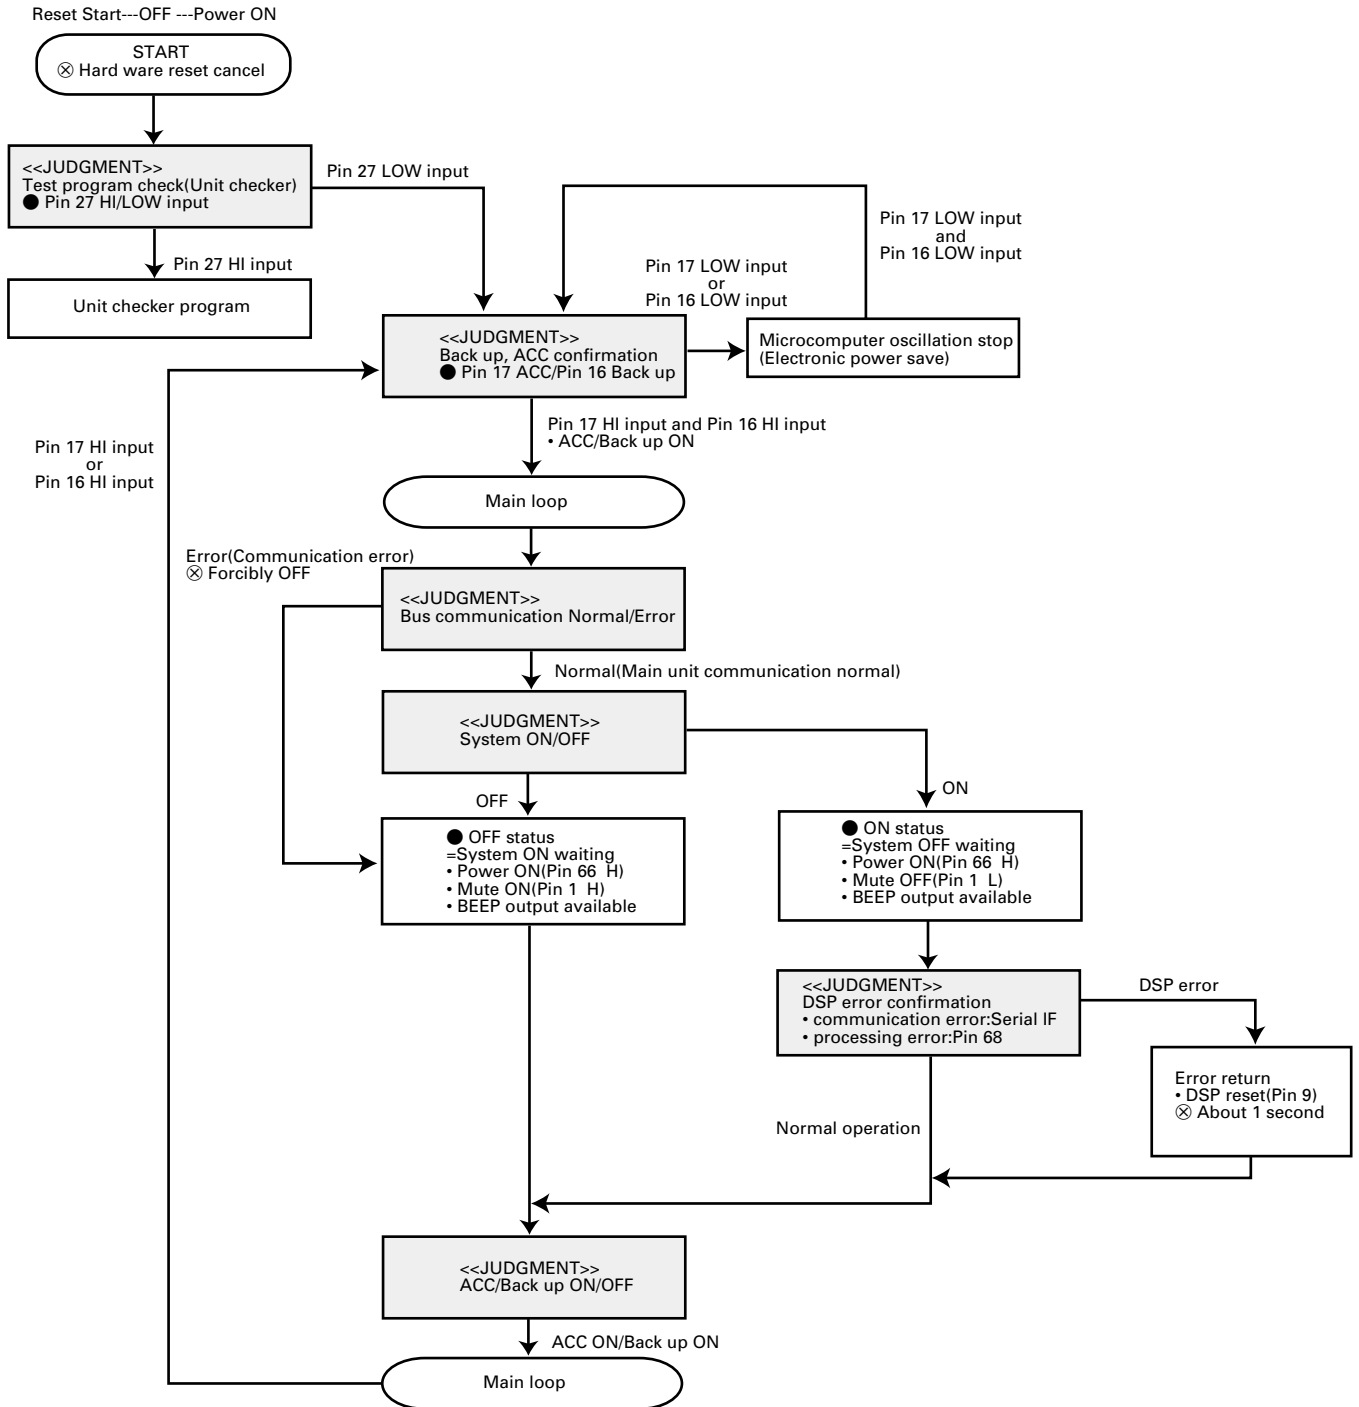 Reset Start---OFF ---Power ON
START
⊗ Hard ware reset cancel
<<JUDGMENT>>
Test program check(Unit checker)
● Pin 27 HI/LOW input
Pin 27 LOW input
Pin 27 HI input
Unit checker program
Pin 17 LOW input
and
Pin 16 LOW input
Pin 17 LOW input
or
Pin 16 LOW input
<<JUDGMENT>>
Back up, ACC confirmation
● Pin 17 ACC/Pin 16 Back up
Microcomputer oscillation stop
(Electronic power save)
Pin 17 HI input and Pin 16 HI input
• ACC/Back up ON
Pin 17 HI input
or
Pin 16 HI input
Main loop
Error(Communication error)
⊗ Forcibly OFF
<<JUDGMENT>>
Bus communication Normal/Error
Normal(Main unit communication normal)
<<JUDGMENT>>
System ON/OFF
OFF
ON
● OFF status
=System ON waiting
• Power ON(Pin 66  H)
• Mute ON(Pin 1  H)
• BEEP output available
● ON status
=System OFF waiting
• Power ON(Pin 66  H)
• Mute OFF(Pin 1  L)
• BEEP output available
<<JUDGMENT>>
DSP error confirmation
• communication error:Serial IF
• processing error:Pin 68
DSP error
Error return
• DSP reset(Pin 9)
⊗ About 1 second
Normal operation
<<JUDGMENT>>
ACC/Back up ON/OFF
ACC ON/Back up ON
Main loop